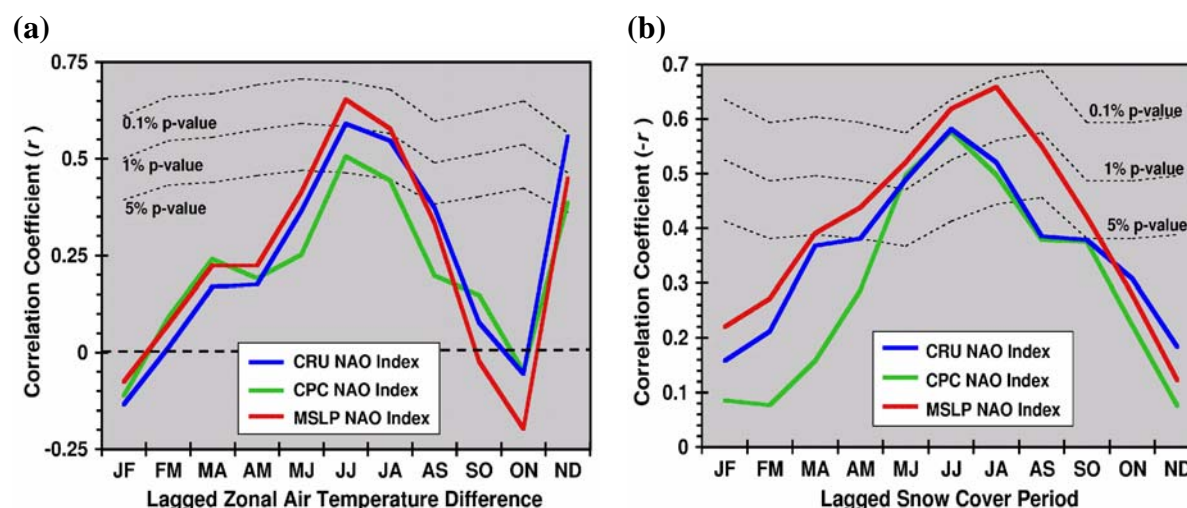 (a)
Correlation Coefficient (r)
0.75
0.5
0.25
0
-0.25
0.1% p-value
1% p-value
5% p-value
CRU NAO Index
CPC NAO Index
MSLP NAO Index
JF FM MA AM MJ JJ JA AS SO ON ND
Lagged Zonal Air Temperature Difference
(b)
Correlation Coefficient (-r)
0.7
0.6
0.5
0.4
0.3
0.2
0.1
0
0.1% p-value
1% p-value
5% p-value
CRU NAO Index
CPC NAO Index
MSLP NAO Index
JF FM MA AM MJ JJ JA AS SO ON ND
Lagged Snow Cover Period